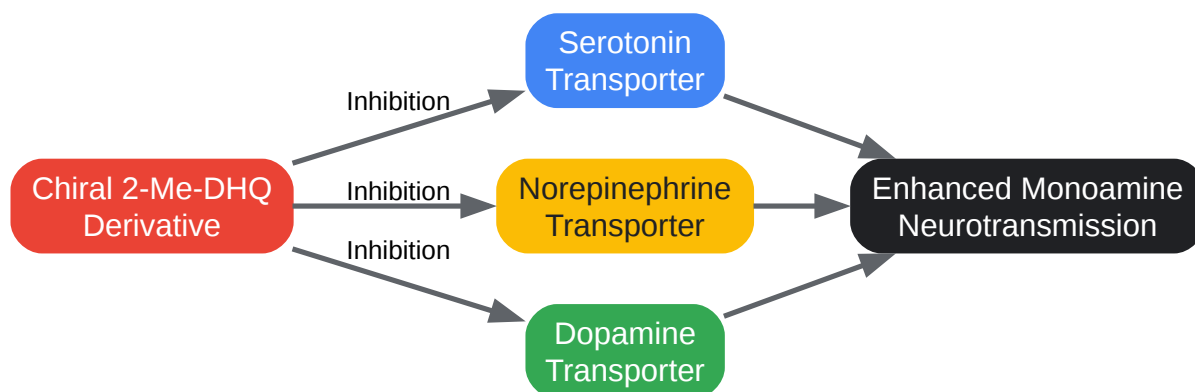 Serotonin
Transporter
Inhibition
Chiral 2-Me-DHQ
Derivative
Inhibition
Norepinephrine
Transporter
Enhanced Monoamine
Neurotransmission
Inhibition
Dopamine
Transporter